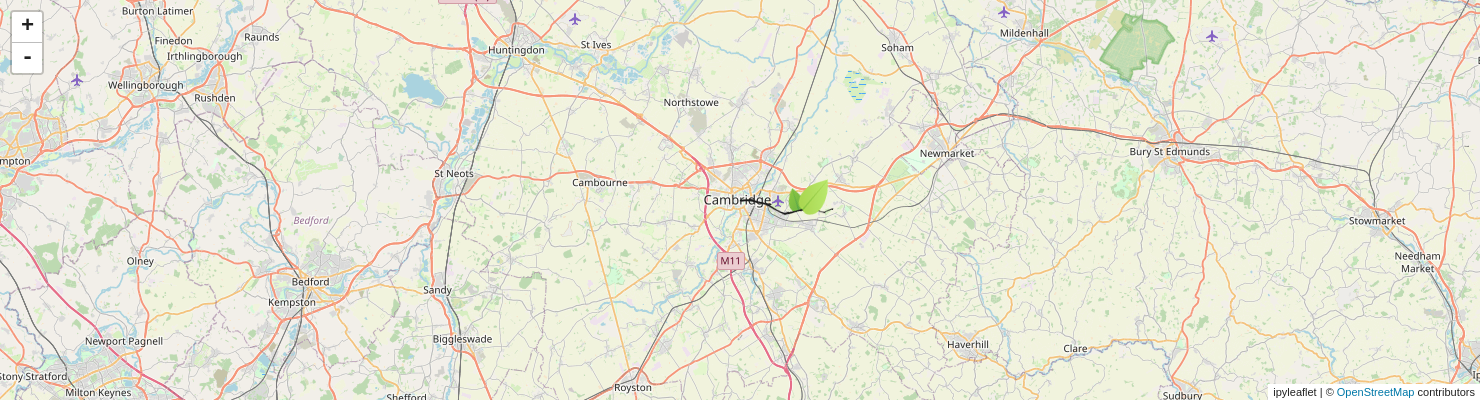 +
-
Burton Latimer
Finedon
Raunds
Irthlingborough
Wellingborough
Rushden
Huntingdon
St Ives
Northstowe
Soham
Mildenhall
Newmarket
Bury St Edmunds
mpton
St Neots
Cambourne
Cambridge
Bedford
Stowmarket
Olney
M11
Needham
Market
Bedford
Kempston
Sandy
Newport Pagnell
Biggleswade
Haverhill
Clare
Stony Stratford
Milton Keynes
Shefford
Royston
Sudbury
ipyleaflet | © OpenStreetMap contributors